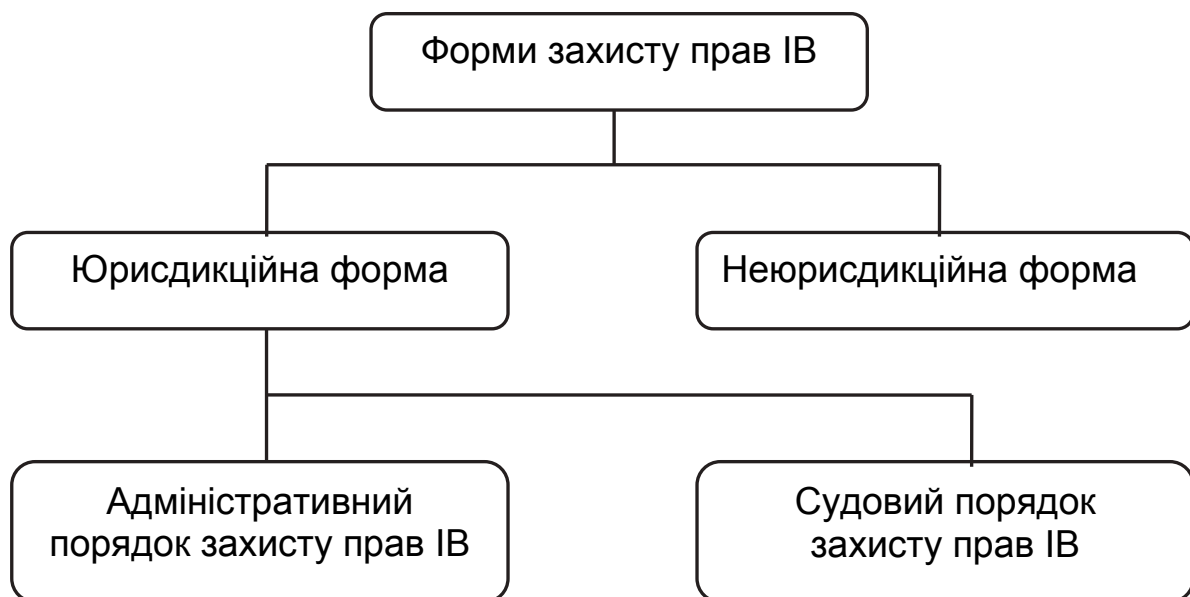 Форми захисту прав ІВ
Юрисдикційна форма
Неюрисдикційна форма
Адміністративний
порядок захисту прав ІВ
Судовий порядок
захисту прав ІВ